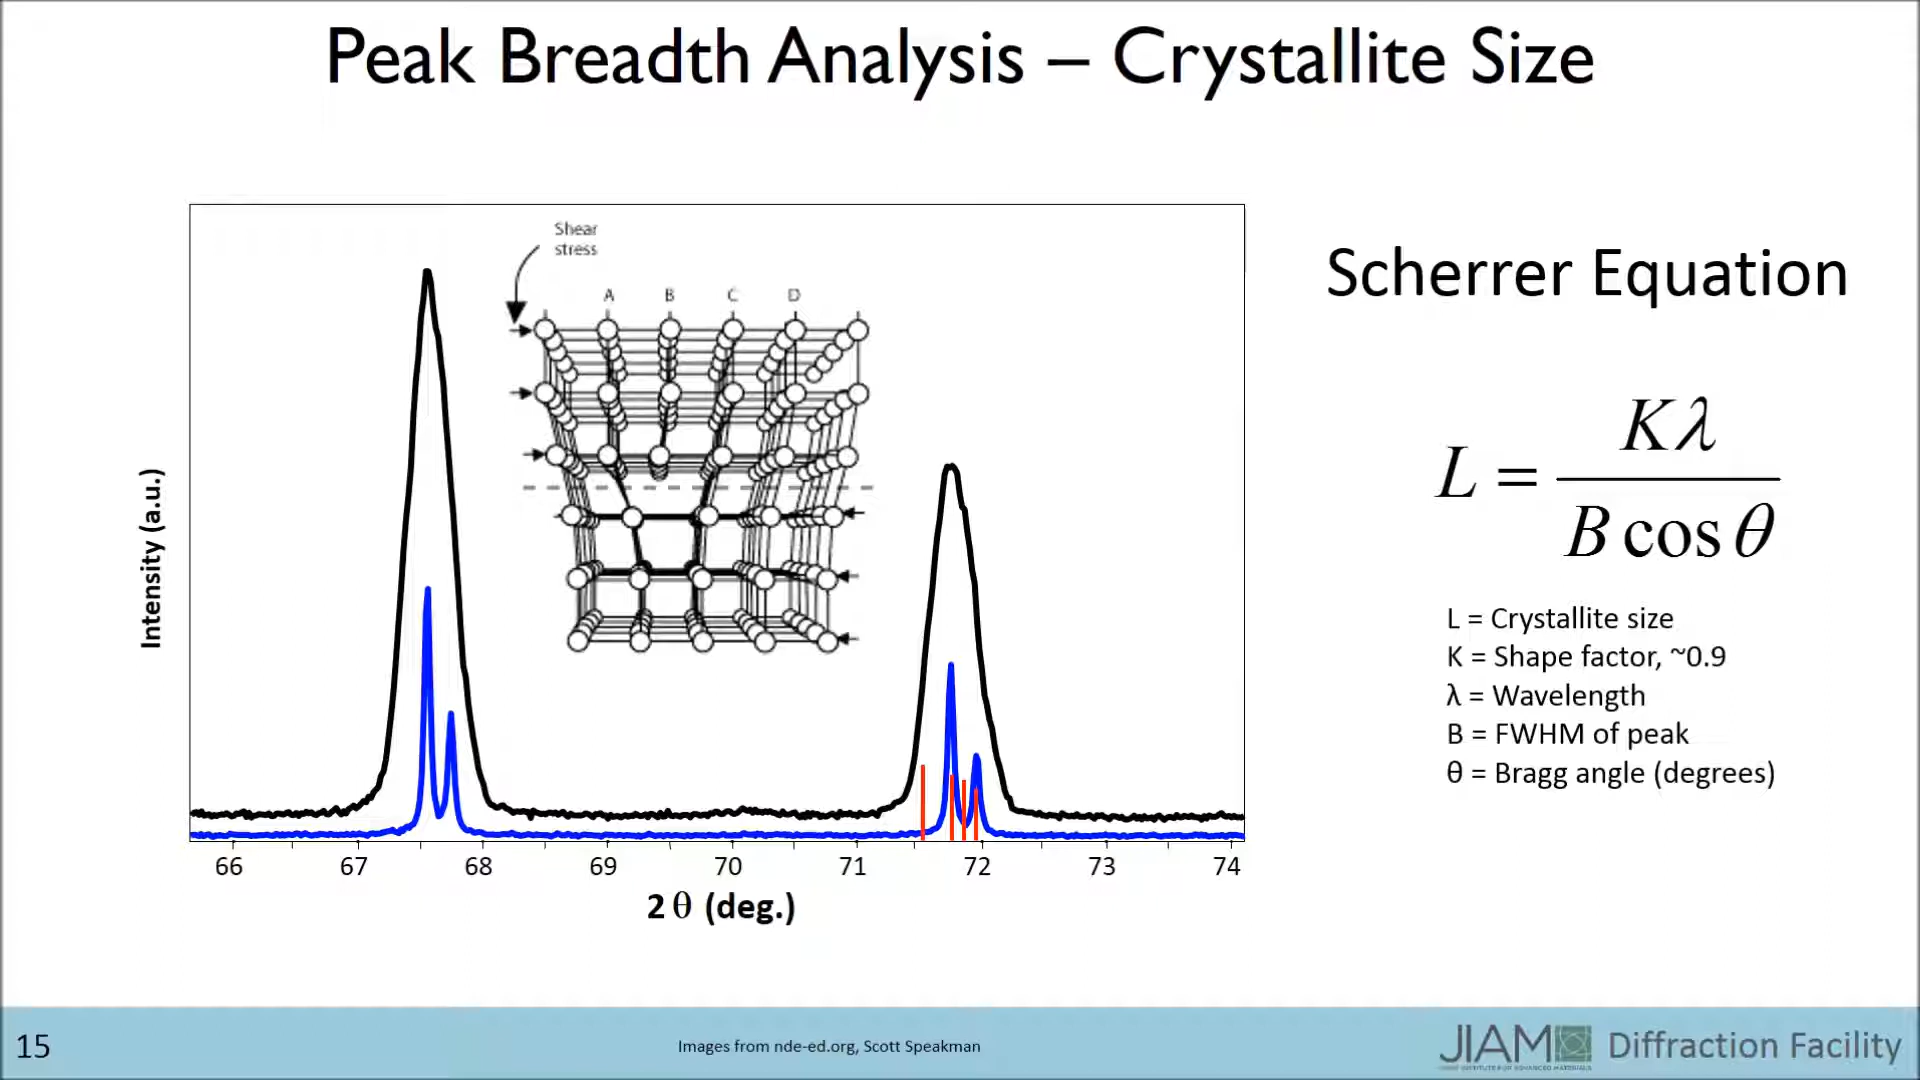 Peak Breadth Analysis – Crystallite Size
Shear
stress
A B C D
Intensity (a.u.)
66 67 68 69 70 71 72 73 74
2 θ (deg.)
Scherrer Equation
L = Kλ / B cos θ
L = Crystallite size
K = Shape factor, ~0.9
λ = Wavelength
B = FWHM of peak
θ = Bragg angle (degrees)
15
Images from nde-ed.org, Scott Speakman
JIAM Diffraction Facility